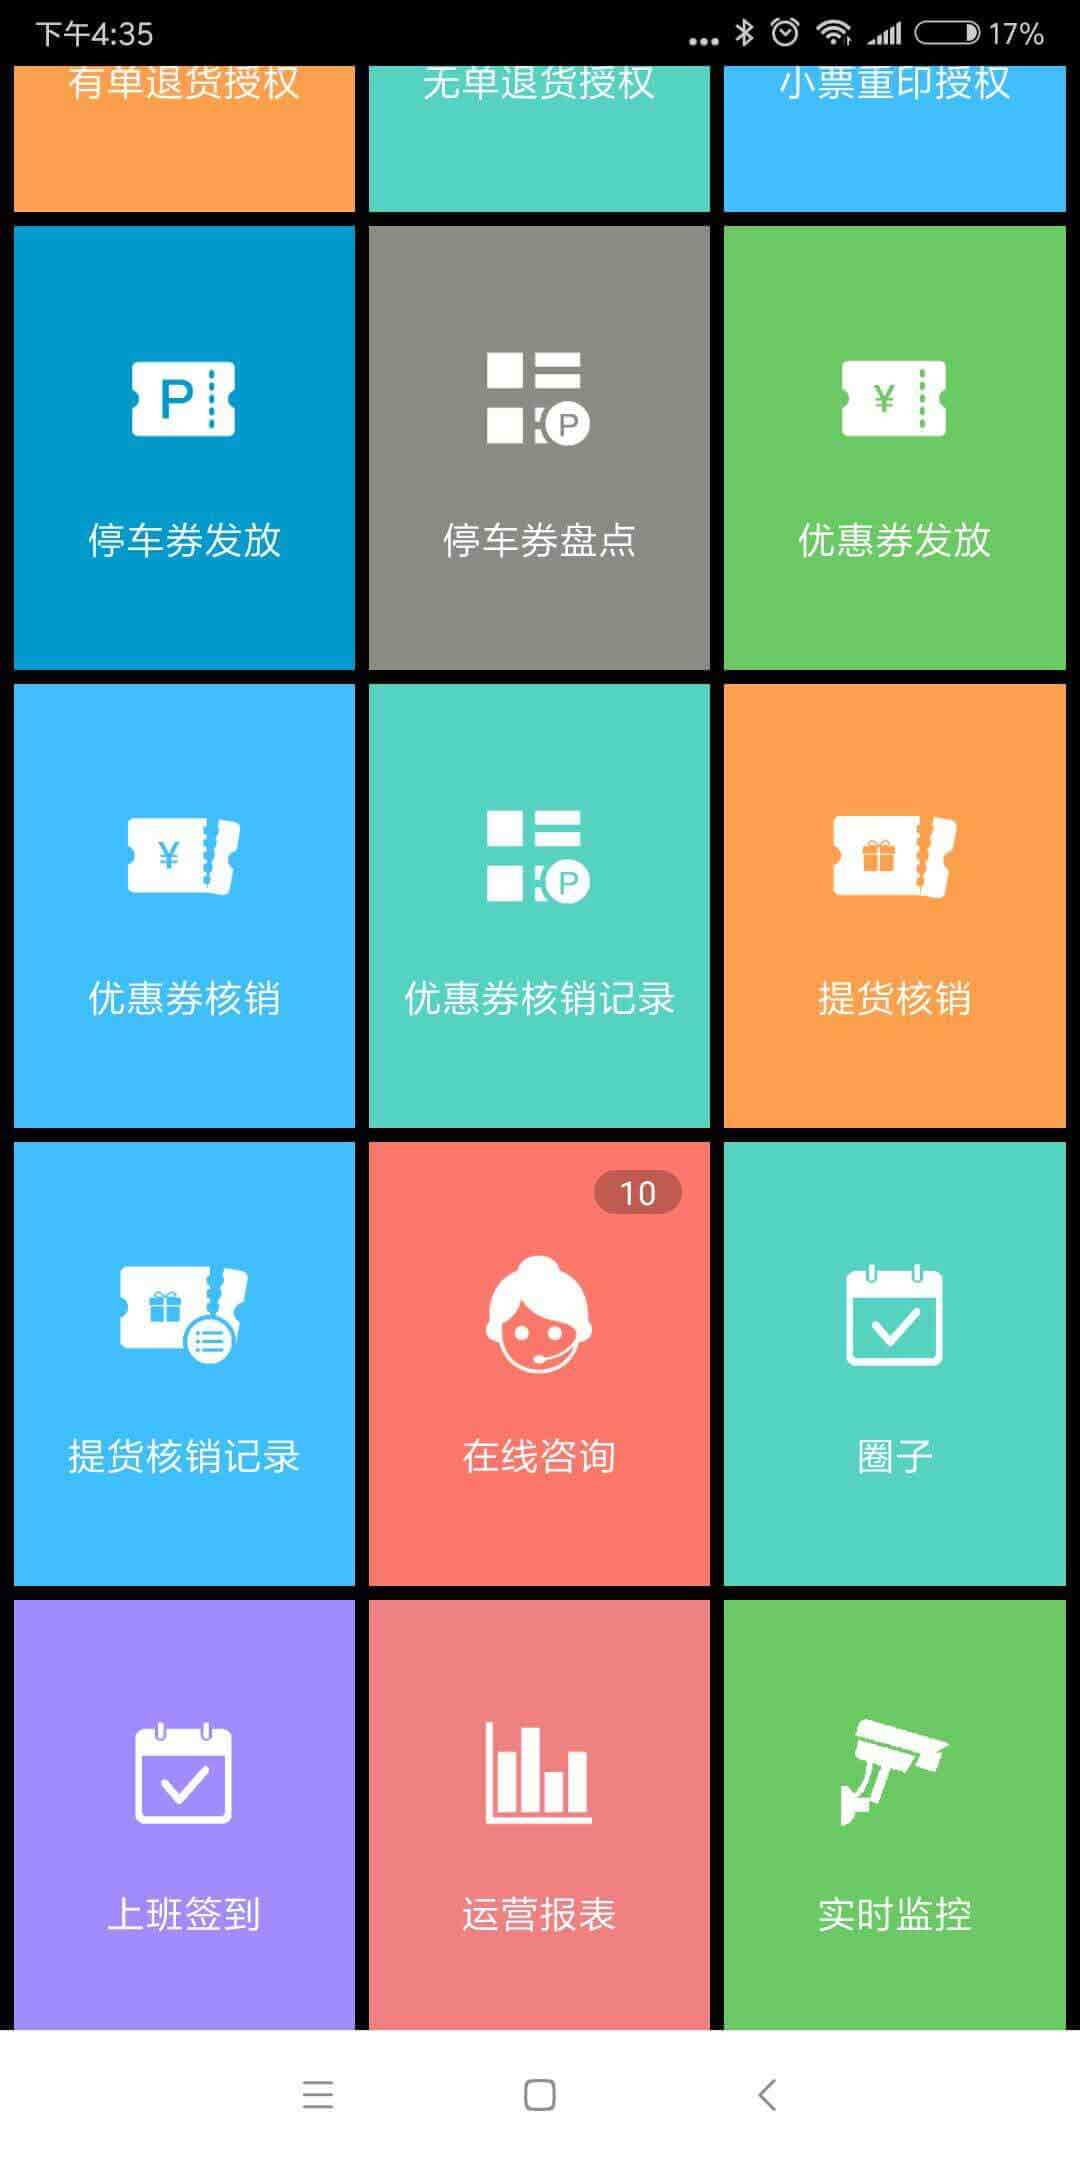 下午4:35
17%
有单退货授权
无单退货授权
小票重印授权
P
P
¥
停车券发放
停车券盘点
优惠券发放
¥
P
优惠券核销
优惠券核销记录
提货核销
10
提货核销记录
在线咨询
圈子
上班签到
运营报表
实时监控